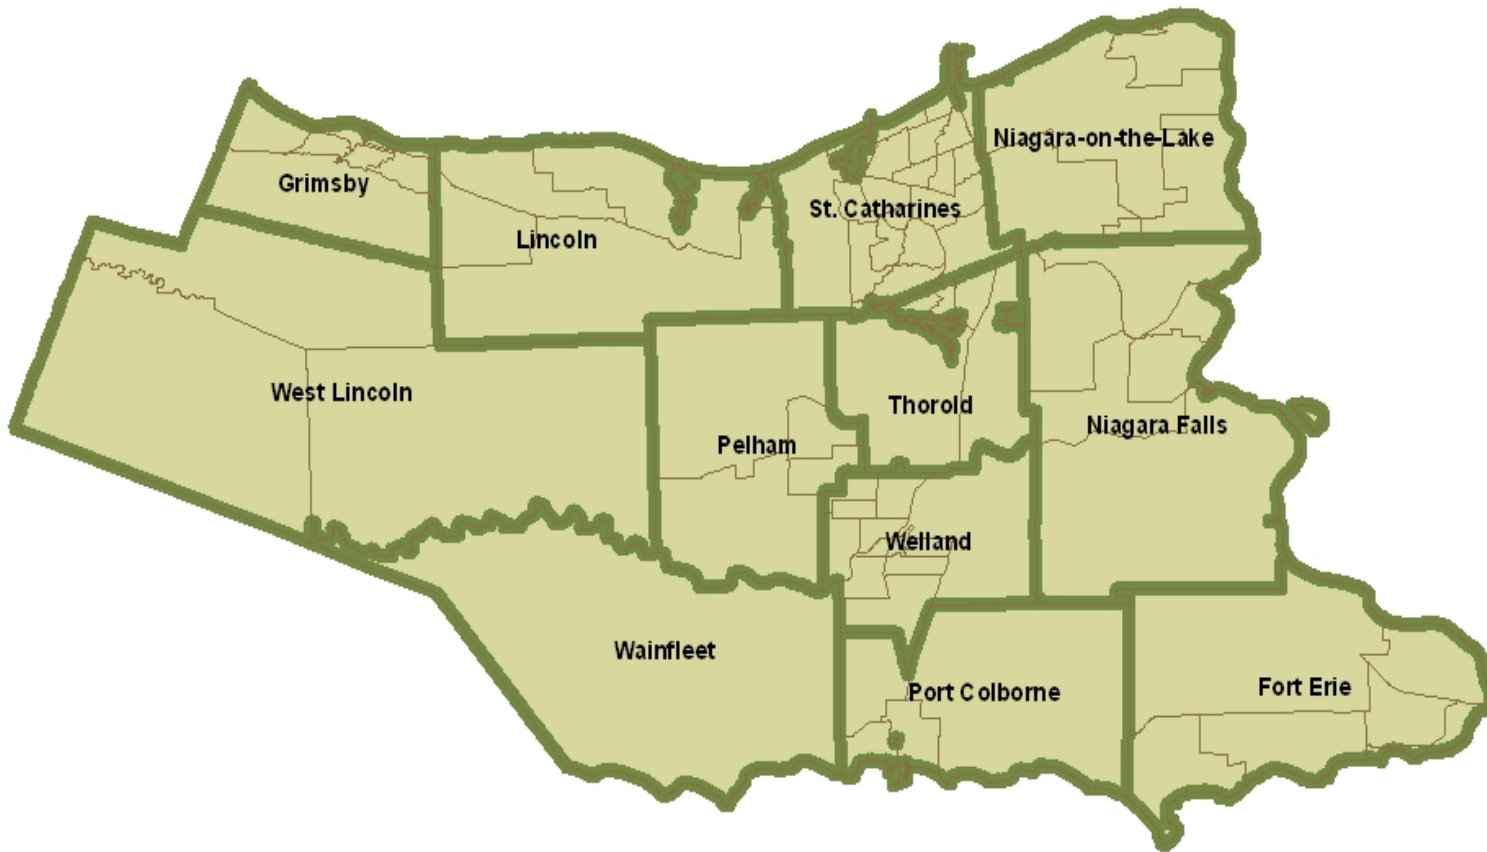 Niagara-on-the-Lake
Grimsby
St. Catharines
Lincoln
West Lincoln
Thorold
Niagara Falls
Pelham
Welland
Wainfleet
Fort Erie
Port Colborne